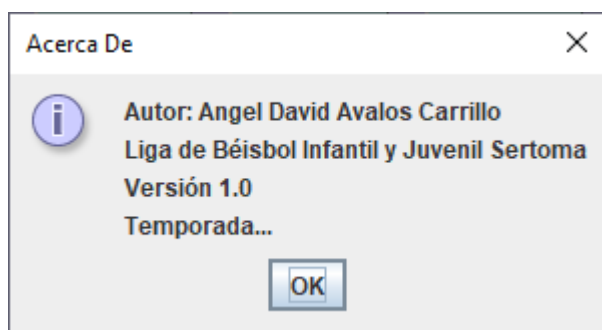 Acerca De
Autor: Angel David Avalos Carrillo
Liga de Béisbol Infantil y Juvenil Sertoma
Versión 1.0
Temporada...
OK